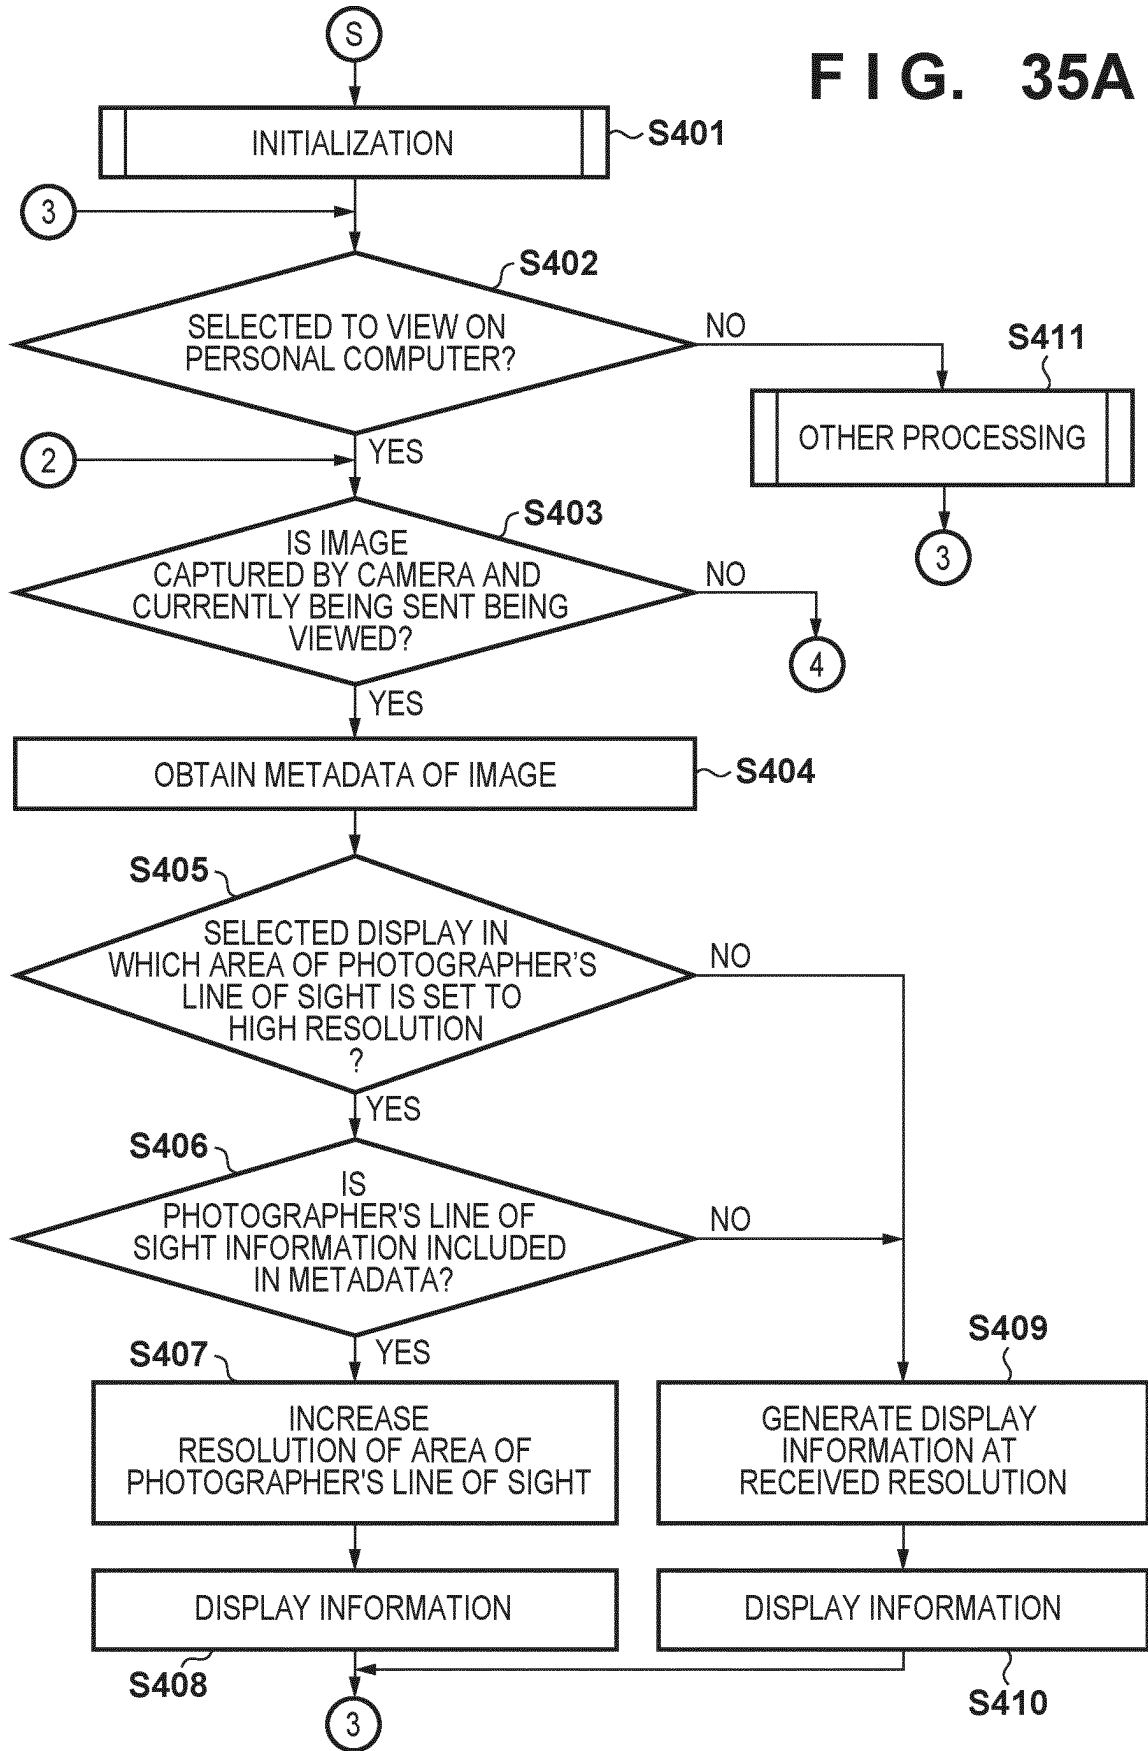 S
FIG. 35A
INITIALIZATION
S401
3
S402
SELECTED TO VIEW ON
PERSONAL COMPUTER?
NO
S411
OTHER PROCESSING
3
YES
2
S403
IS IMAGE
CAPTURED BY CAMERA AND
CURRENTLY BEING SENT BEING
VIEWED?
NO
4
YES
OBTAIN METADATA OF IMAGE
S404
S405
SELECTED DISPLAY IN
WHICH AREA OF PHOTOGRAPHER'S
LINE OF SIGHT IS SET TO
HIGH RESOLUTION
?
NO
YES
S406
IS
PHOTOGRAPHER'S LINE OF
SIGHT INFORMATION INCLUDED
IN METADATA?
NO
YES
S407
INCREASE
RESOLUTION OF AREA OF
PHOTOGRAPHER'S LINE OF SIGHT
S409
GENERATE DISPLAY
INFORMATION AT
RECEIVED RESOLUTION
DISPLAY INFORMATION
S408
DISPLAY INFORMATION
S410
3